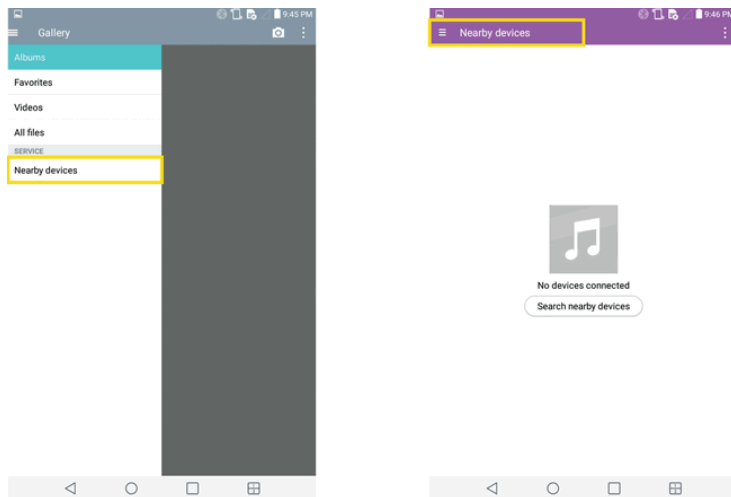 9:45 PM
Gallery
Albums
Favorites
Videos
All files
SERVICE
Nearby devices
9:46 PM
Nearby devices
No devices connected
Search nearby devices